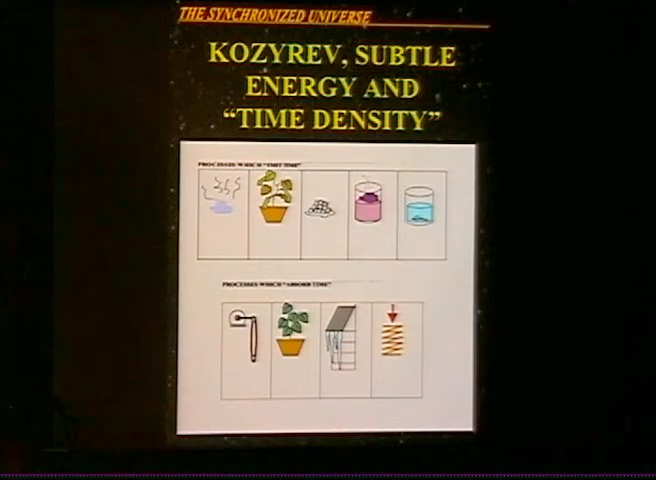 THE SYNCHRONIZED UNIVERSE
KOZYREV, SUBTLE
ENERGY AND
“TIME DENSITY”
PROCESSES WHICH “EMIT TIME”
PROCESSES WHICH “ABSORB TIME”